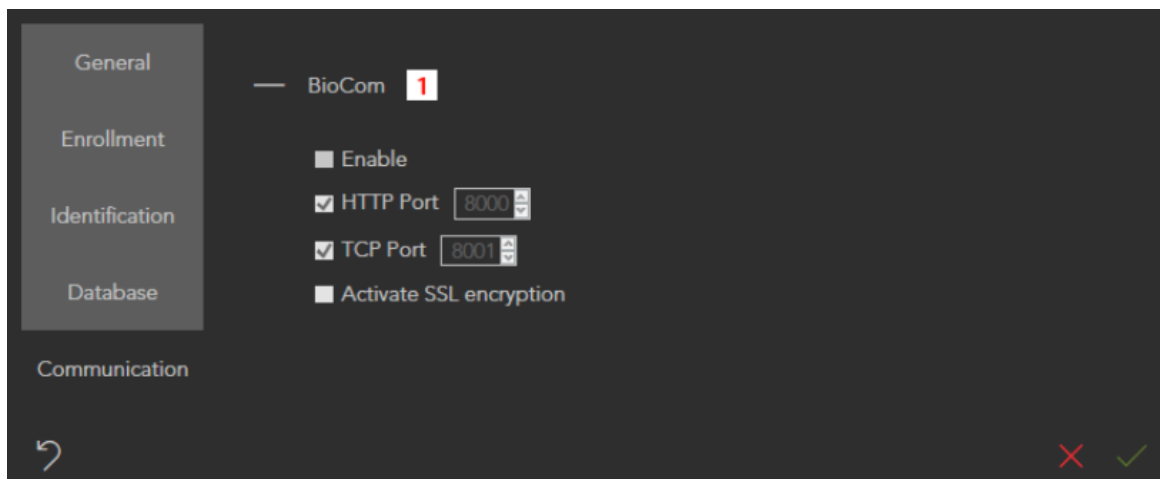 General
Enrollment
Identification
Database
Communication
BioCom 1
Enable
HTTP Port 8000
TCP Port 8001
Activate SSL encryption